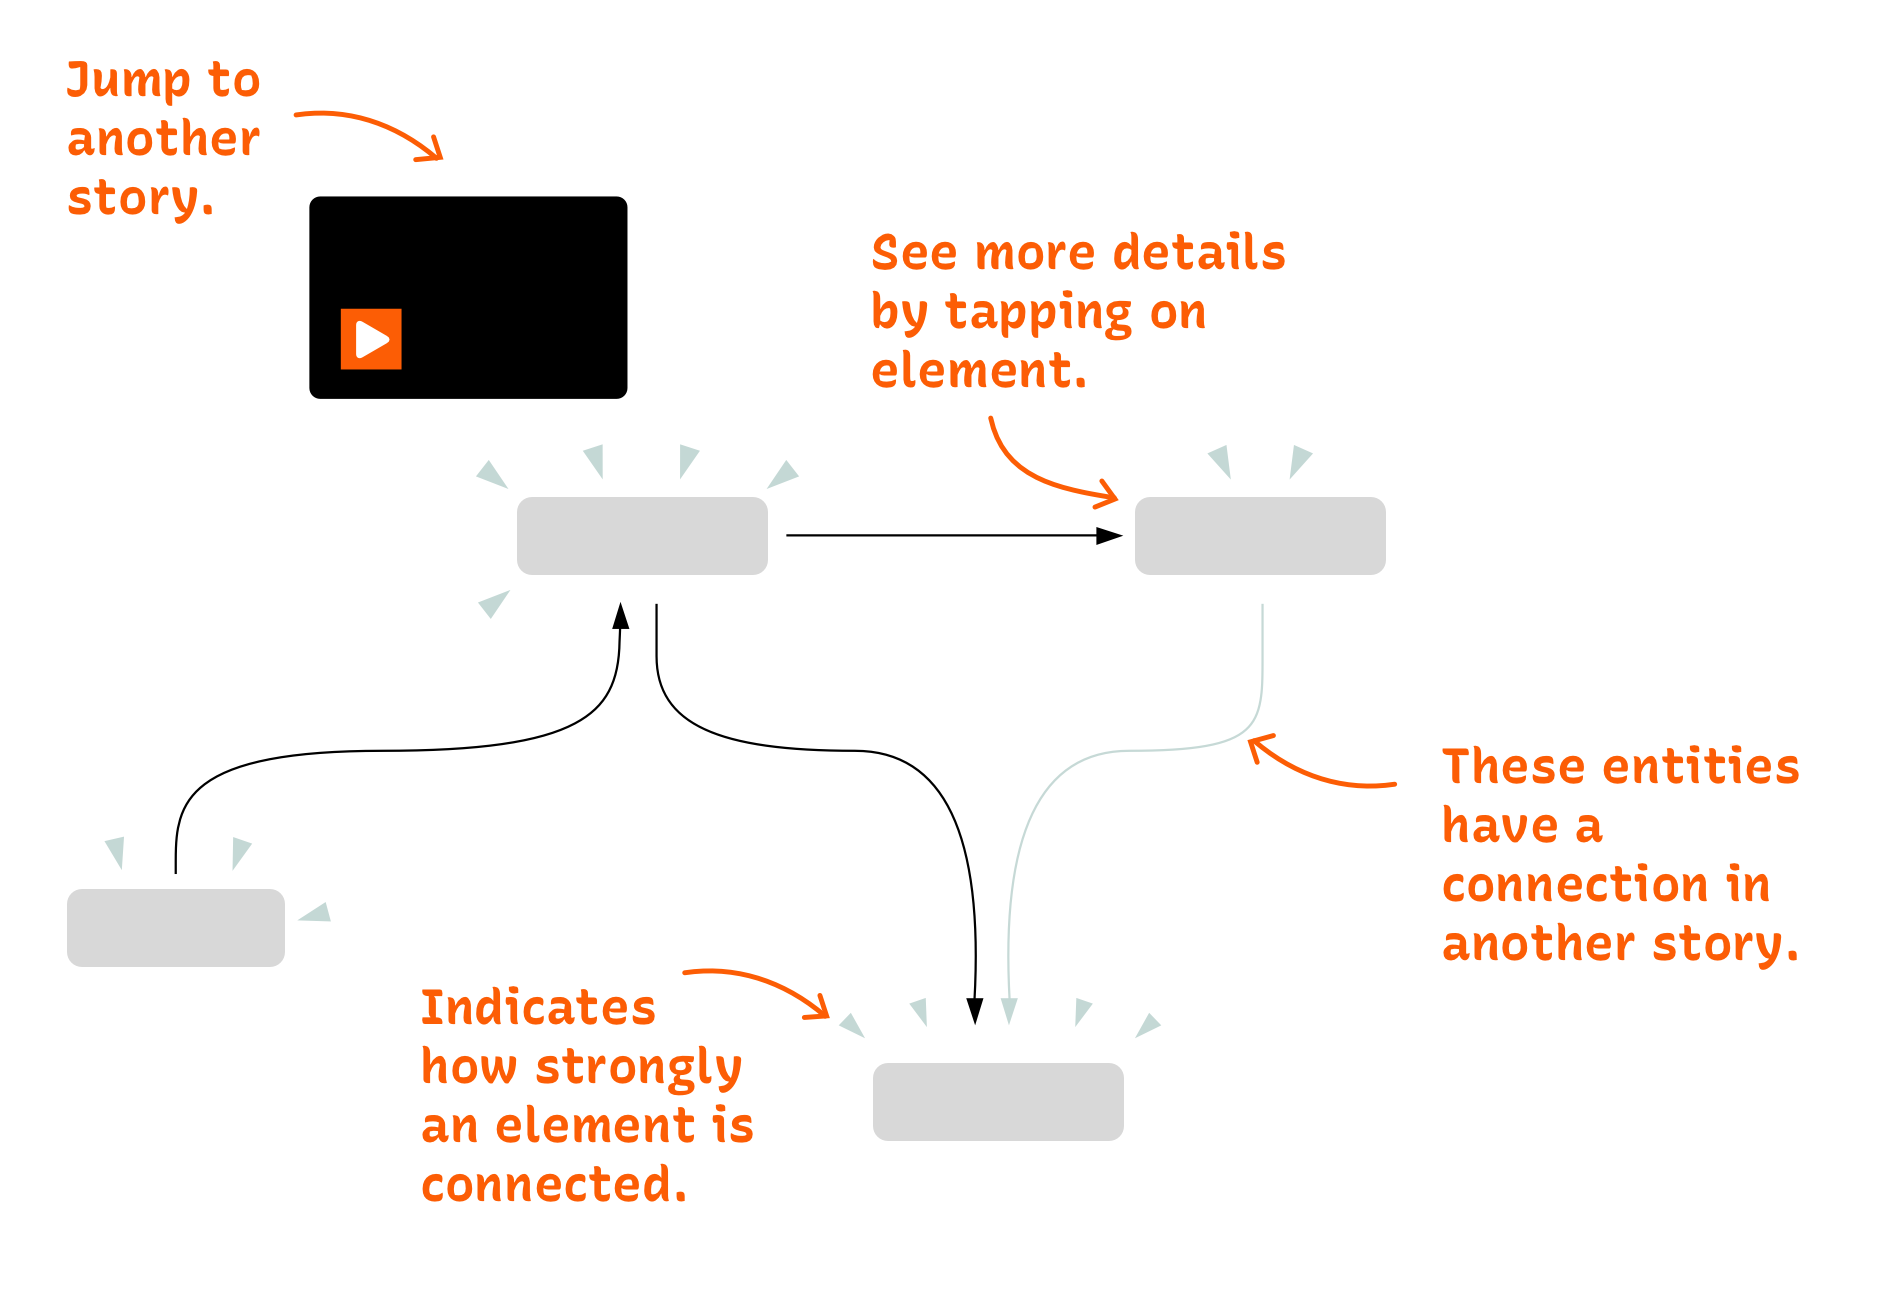 Jump to
another
story.
See more details
by tapping on
element.
These entities
have a
connection in
another story.
Indicates
how strongly
an element is
connected.